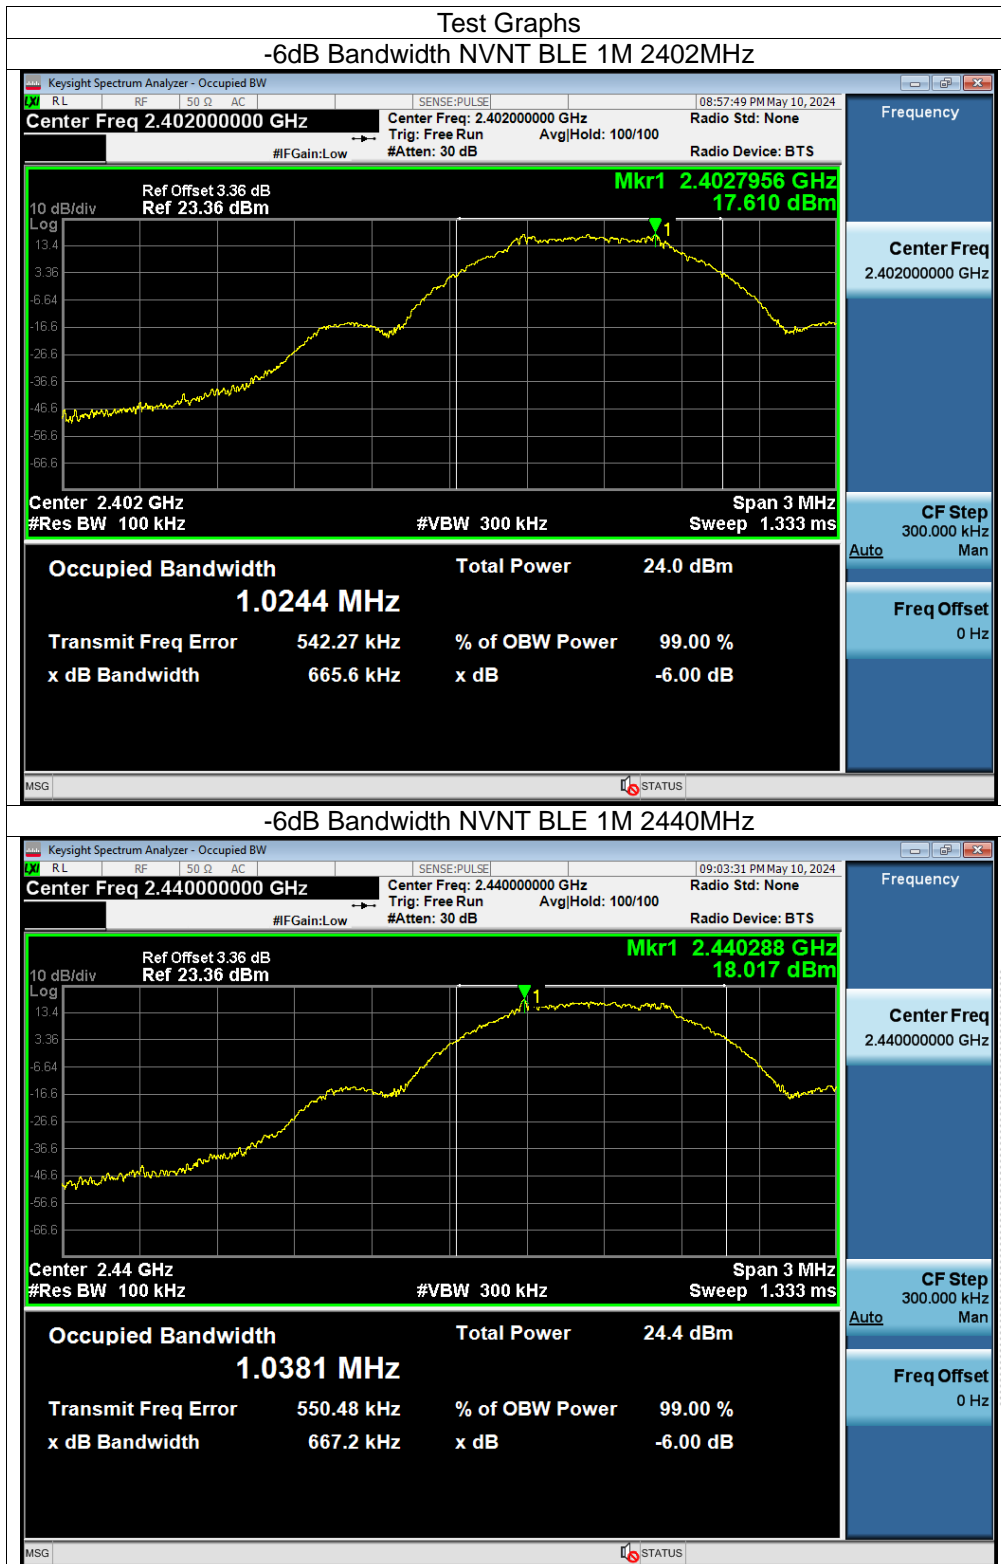 Test Graphs
-6dB Bandwidth NVNT BLE 1M 2402MHz
Keysight Spectrum Analyzer - Occupied BW
LXI RL RF 50 Ω AC SENSE:PULSE 08:57:49 PM May 10, 2024
Center Freq 2.402000000 GHz
Center Freq: 2.402000000 GHz Radio Std: None
Trig: Free Run Avg|Hold: 100/100
#IFGain:Low #Atten: 30 dB Radio Device: BTS
Frequency
Mkr1 2.4027956 GHz
Ref Offset 3.36 dB
17.610 dBm
10 dB/div Ref 23.36 dBm
Log
1
13.4
3.36
-6.64
-16.6
-26.6
-36.6
-46.6
-56.6
-66.6
Center 2.402 GHz Span 3 MHz
#Res BW 100 kHz #VBW 300 kHz Sweep 1.333 ms
Center Freq
2.402000000 GHz
CF Step
300.000 kHz
Auto Man
Freq Offset
0 Hz
Occupied Bandwidth Total Power 24.0 dBm
1.0244 MHz
Transmit Freq Error 542.27 kHz % of OBW Power 99.00 %
x dB Bandwidth 665.6 kHz x dB -6.00 dB
MSG STATUS
-6dB Bandwidth NVNT BLE 1M 2440MHz
Keysight Spectrum Analyzer - Occupied BW
LXI RL RF 50 Ω AC SENSE:PULSE 09:03:31 PM May 10, 2024
Center Freq 2.440000000 GHz
Center Freq: 2.440000000 GHz Radio Std: None
Trig: Free Run Avg|Hold: 100/100
#IFGain:Low #Atten: 30 dB Radio Device: BTS
Frequency
Mkr1 2.440288 GHz
Ref Offset 3.36 dB
18.017 dBm
10 dB/div Ref 23.36 dBm
Log
1
13.4
3.36
-6.64
-16.6
-26.6
-36.6
-46.6
-56.6
-66.6
Center 2.44 GHz Span 3 MHz
#Res BW 100 kHz #VBW 300 kHz Sweep 1.333 ms
Center Freq
2.440000000 GHz
CF Step
300.000 kHz
Auto Man
Freq Offset
0 Hz
Occupied Bandwidth Total Power 24.4 dBm
1.0381 MHz
Transmit Freq Error 550.48 kHz % of OBW Power 99.00 %
x dB Bandwidth 667.2 kHz x dB -6.00 dB
MSG STATUS